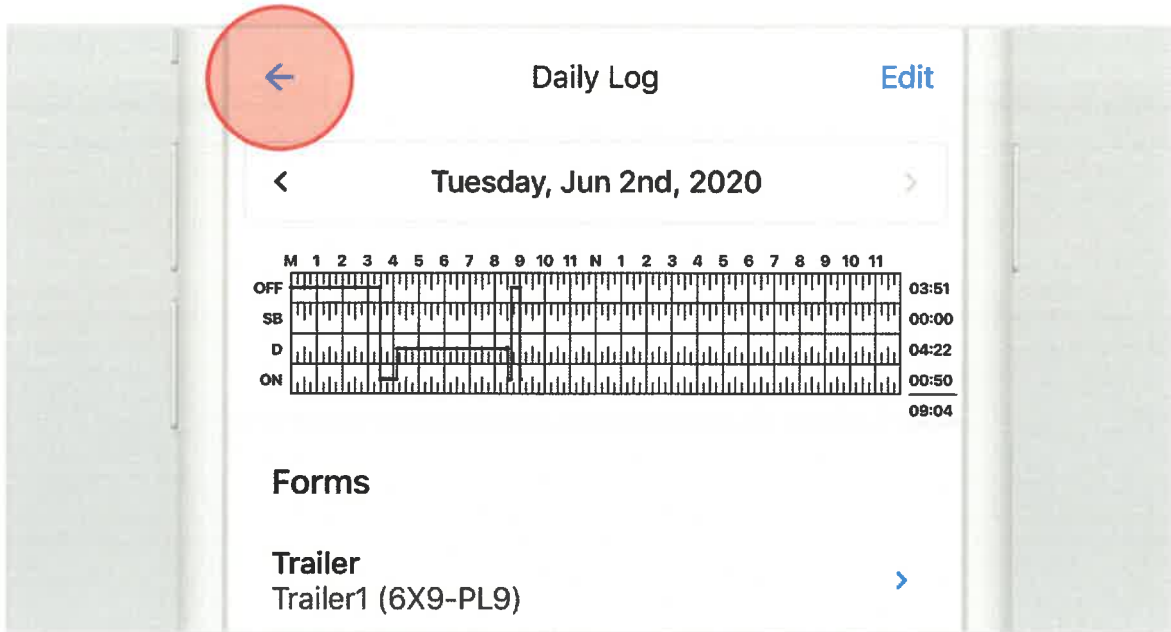 Daily Log
Edit
Tuesday, Jun 2nd, 2020
M 1 2 3 4 5 6 7 8 9 10 11 N 1 2 3 4 5 6 7 8 9 10 11
OFF 03:51
SB 00:00
D 04:22
ON 00:50
09:04
Forms
Trailer
Trailer1 (6X9-PL9)